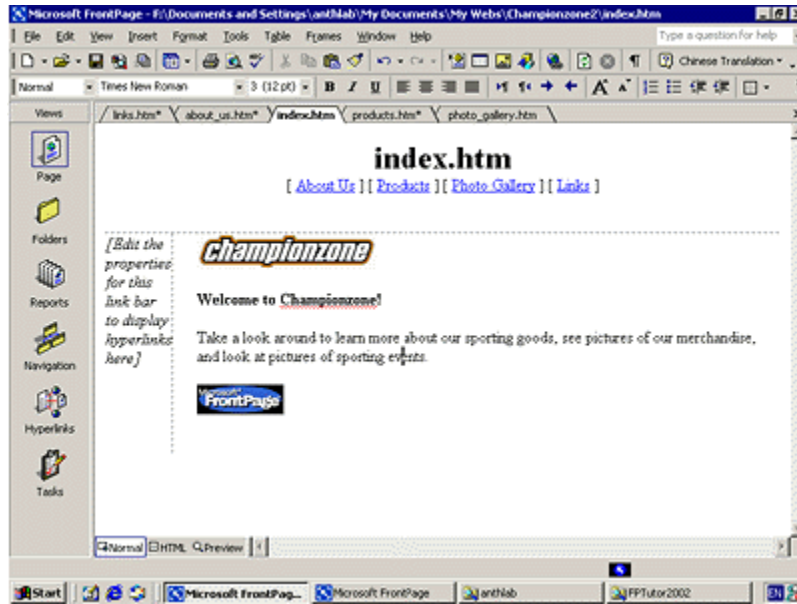 Microsoft FrontPage - F:\Documents and Settings\anthlab\My Documents\My Webs\Championzone2\index.htm
File Edit View Insert Format Tools Table Frames Window Help Type a question for help
Chinese Translation
Normal Times New Roman 3 (12 pt) B I U
Views links.htm* about_us.htm* index.htm products.htm* photo_gallery.htm
Page
Folders
Reports
Navigation
Hyperlinks
Tasks
index.htm
[ About Us ] [ Products ] [ Photo Gallery ] [ Links ]
[Edit the
properties
for this
link bar
to display
hyperlinks
here]
championzone
Welcome to Championzone!
Take a look around to learn more about our sporting goods, see pictures of our merchandise,
and look at pictures of sporting events.
Microsoft
FrontPage
Normal HTML Preview
Start Microsoft FrontPag... Microsoft FrontPage anthlab FPTutor2002 EN